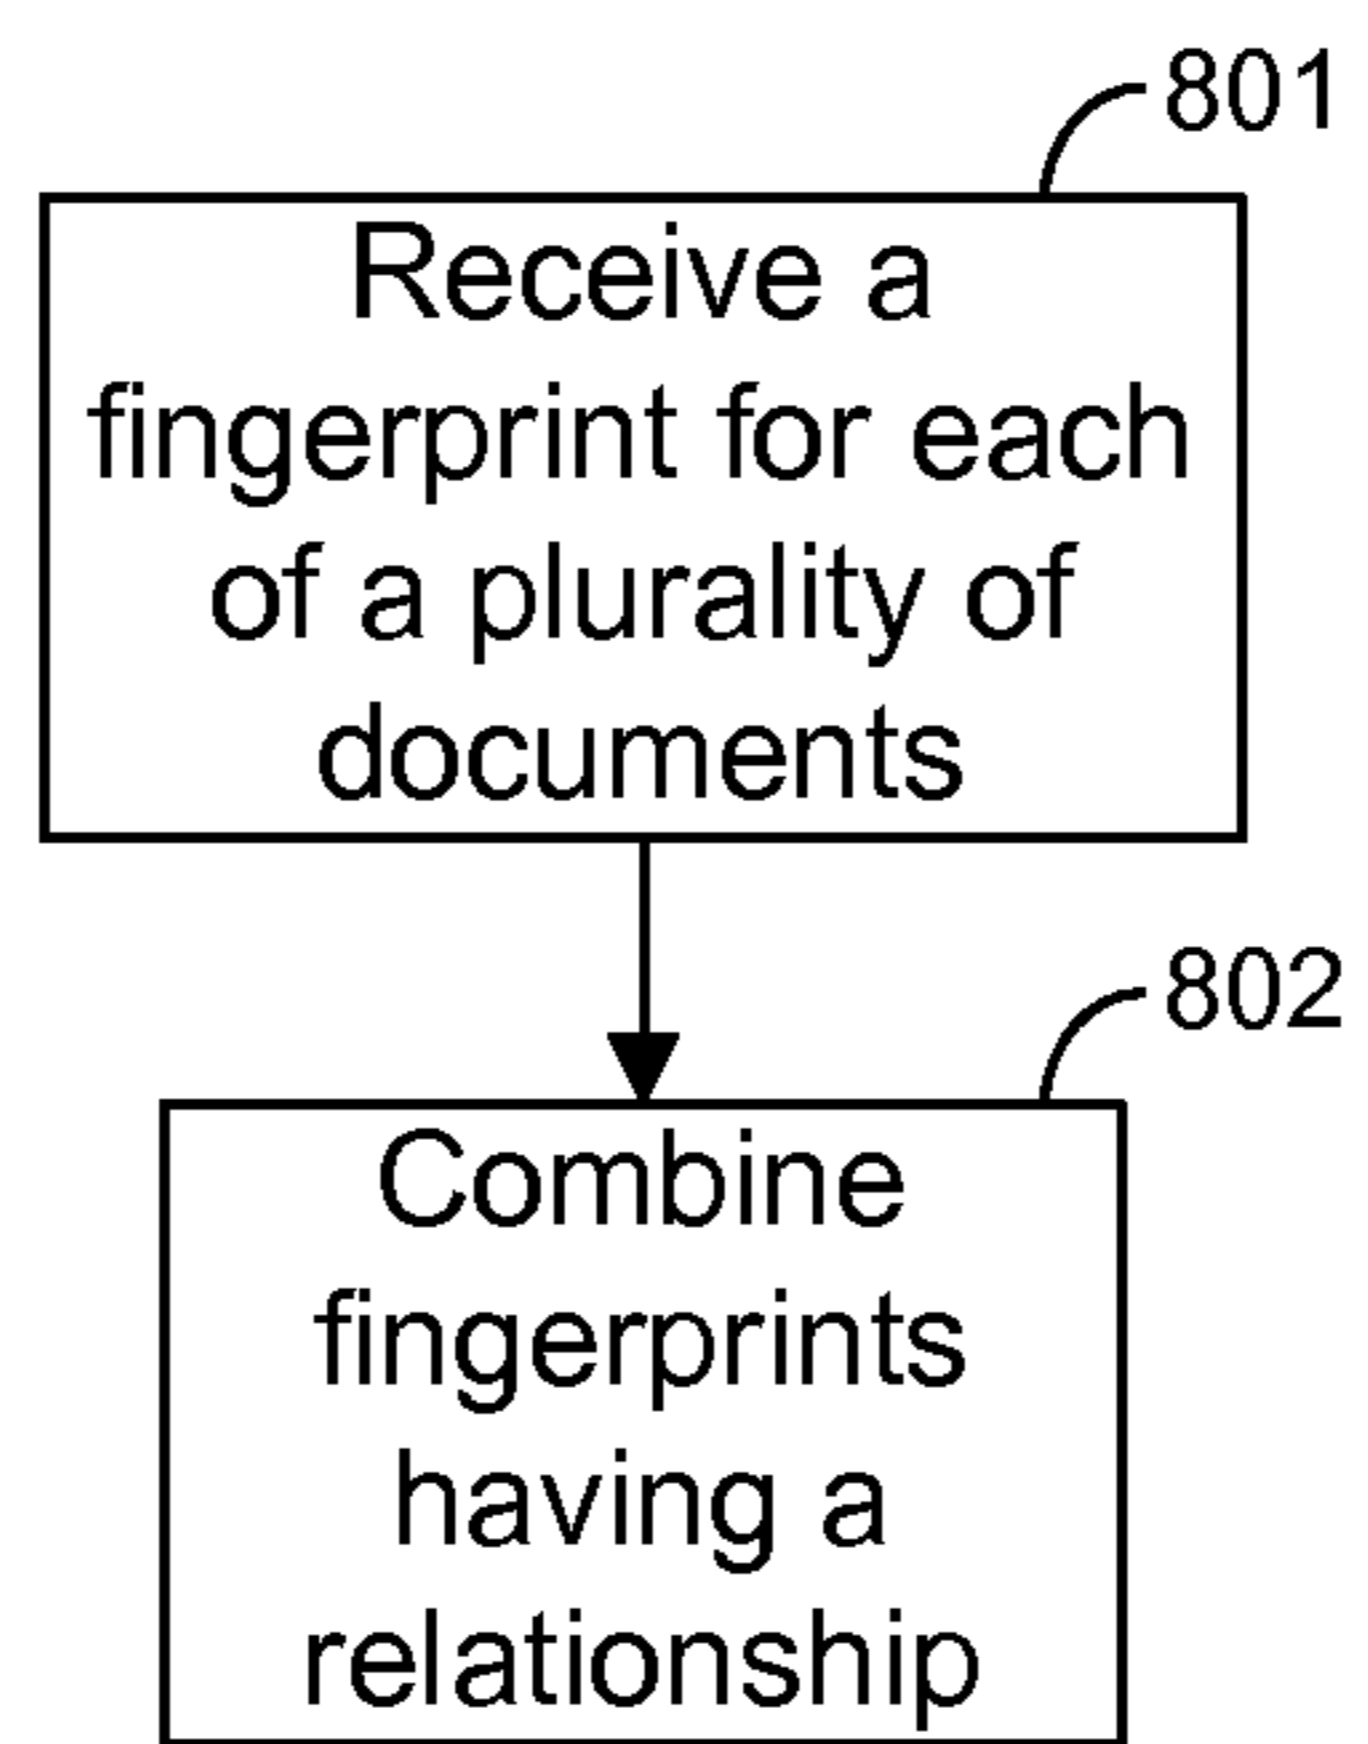 801
Receive a
fingerprint for each
of a plurality of
documents
802
Combine
fingerprints
having a
relationship